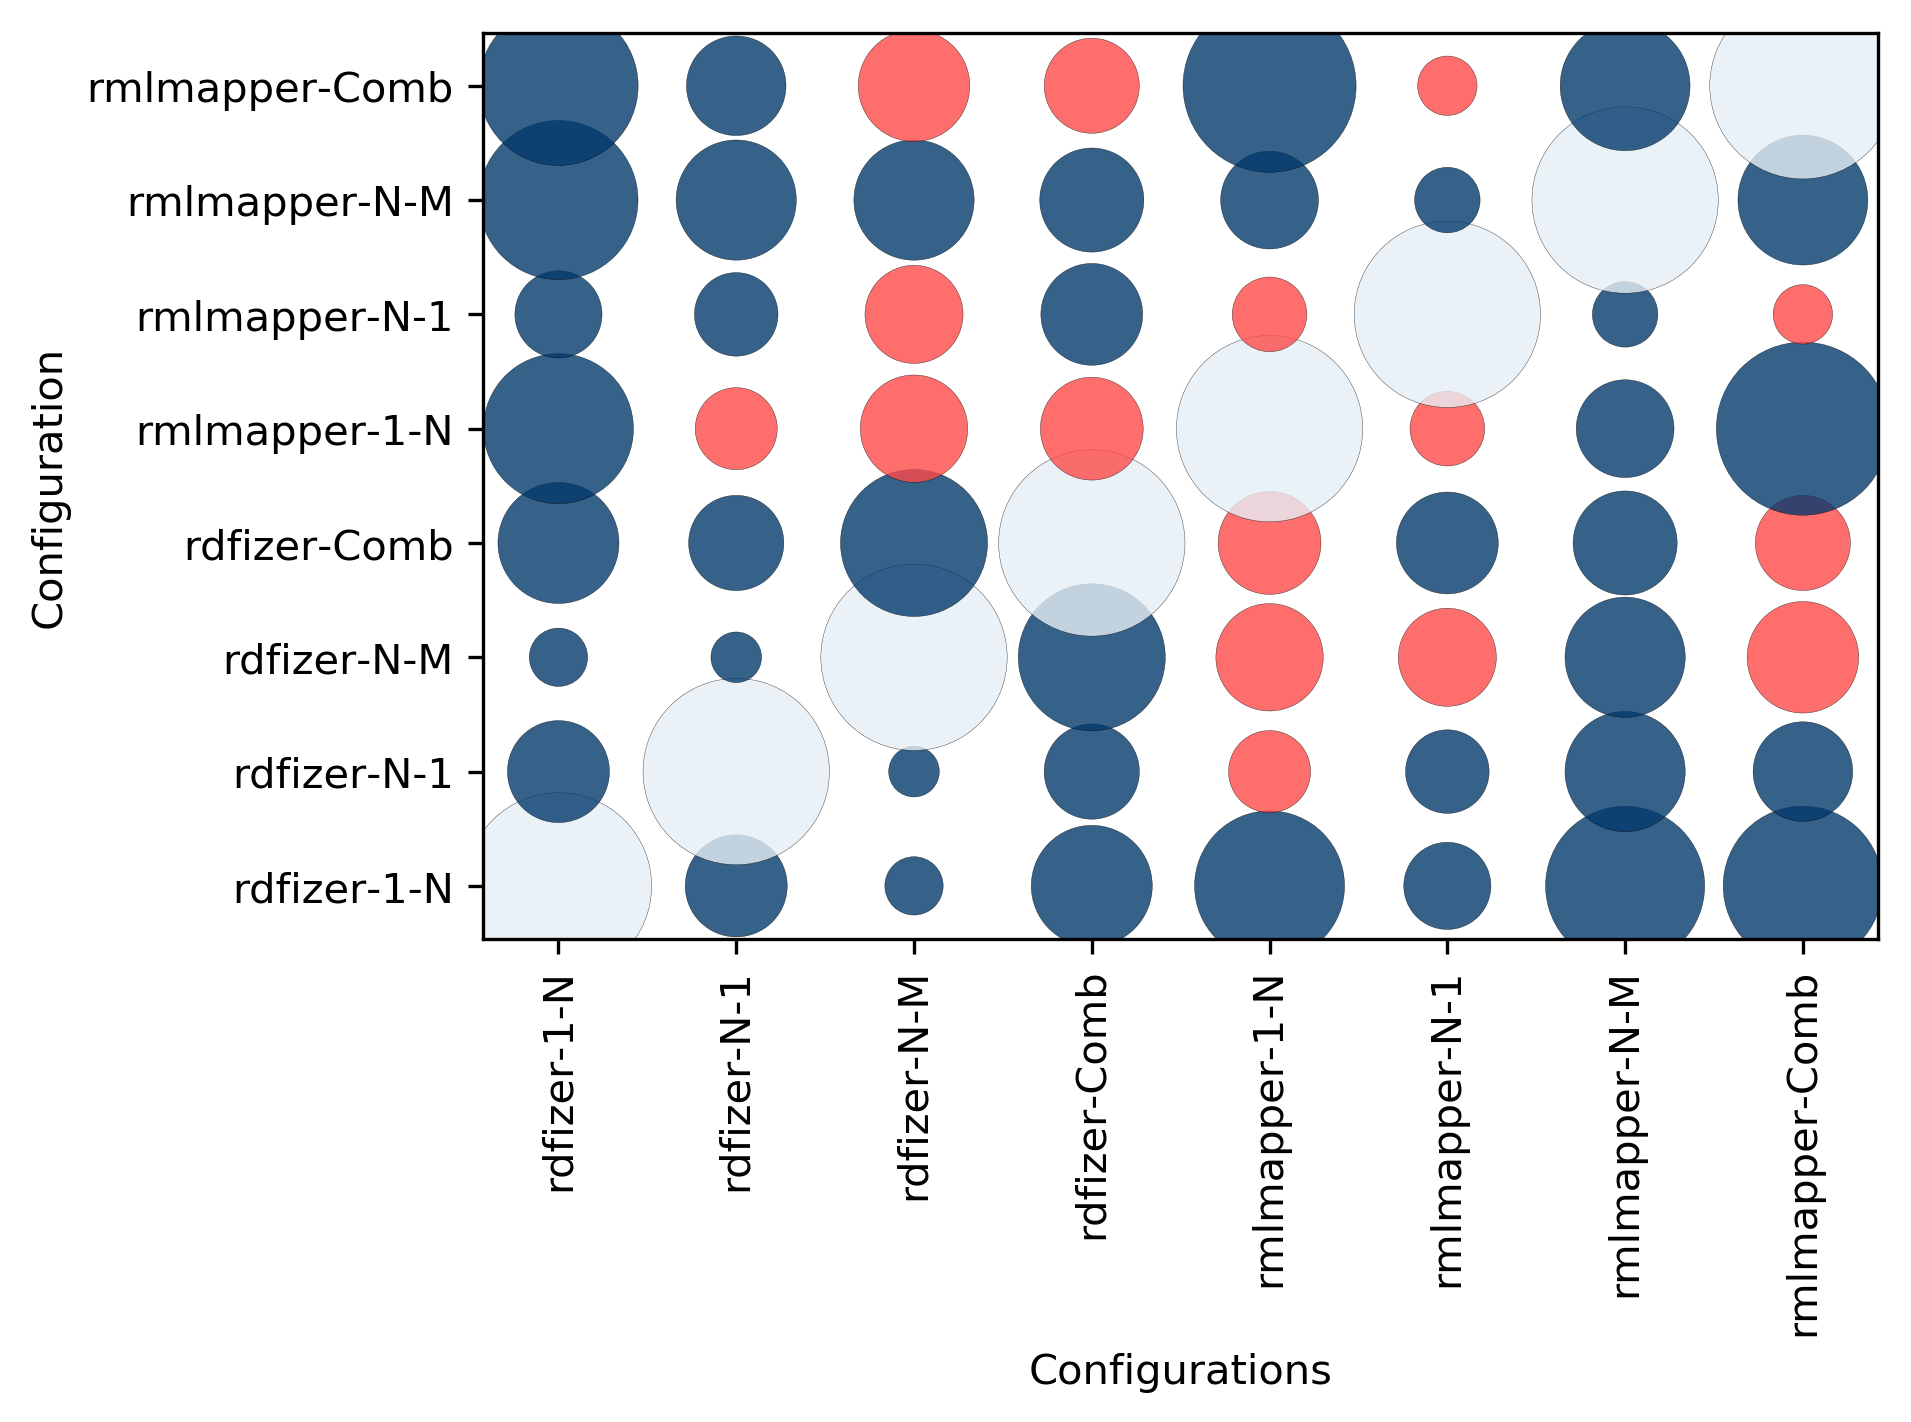 rmlmapper-Comb
rmlmapper-N-M
rmlmapper-N-1
rmlmapper-1-N
rdfizer-Comb
rdfizer-N-M
rdfizer-N-1
rdfizer-1-N
Configuration
rdfizer-1-N
rdfizer-N-1
rdfizer-N-M
rdfizer-Comb
rmlmapper-1-N
rmlmapper-N-1
rmlmapper-N-M
rmlmapper-Comb
Configurations